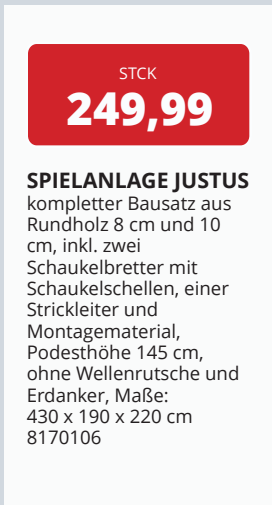 STCK
249,99
SPIELANLAGE JUSTUS
kompletter Bausatz aus
Rundholz 8 cm und 10
cm, inkl. zwei
Schaukelbretter mit
Schaukelschellen, einer
Strickleiter und
Montagematerial,
Podesthöhe 145 cm,
ohne Wellenrutsche und
Erdanker, Maße:
430 x 190 x 220 cm
8170106